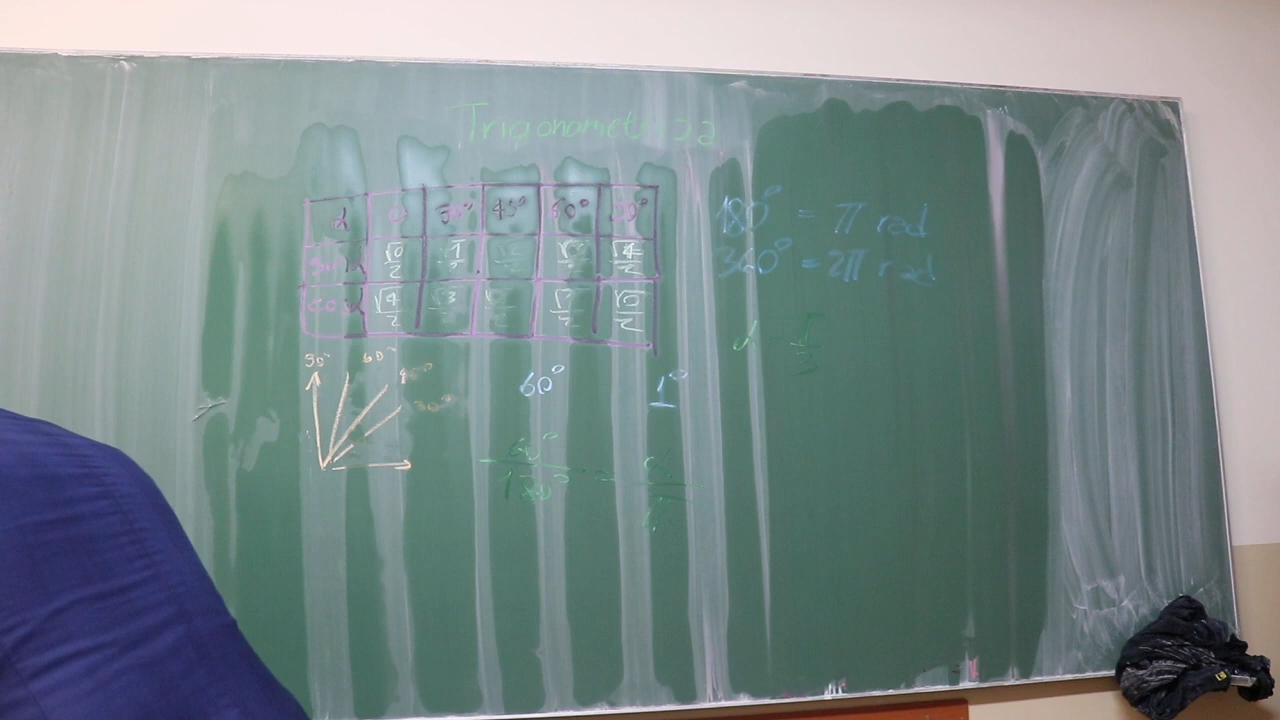 α 0 30° 45° 60° 90°
sin α √0/2 √1/2 √2/2 √3/2 √4/2
cos α √4/2 √3/2 √2/2 √1/2 √0/2
180° = π rad
360° = 2π rad
90° 60°
30°
60° 1°
60°/180° =